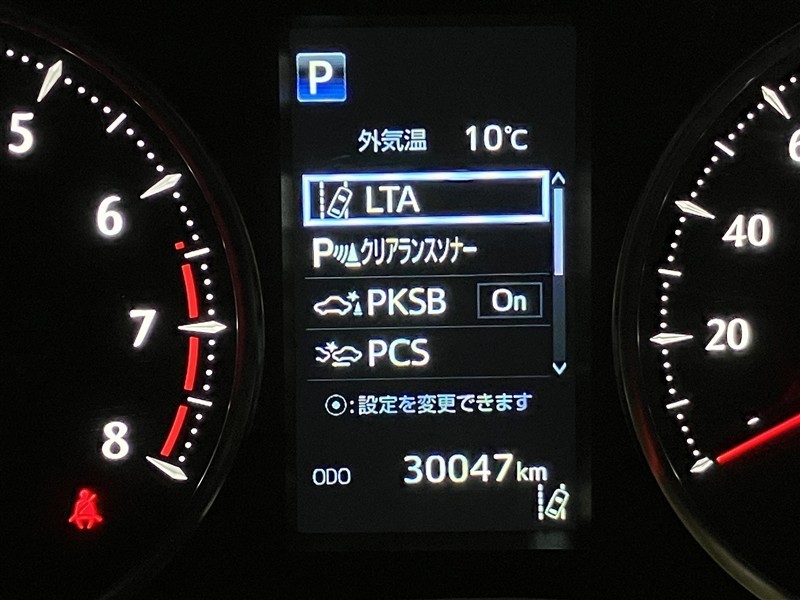 P
外気温 10℃
LTA
Pクリアランスソナー
PKSB On
PCS
:設定を変更できます
ODO 30047km
5
6
7
8
6
40
20